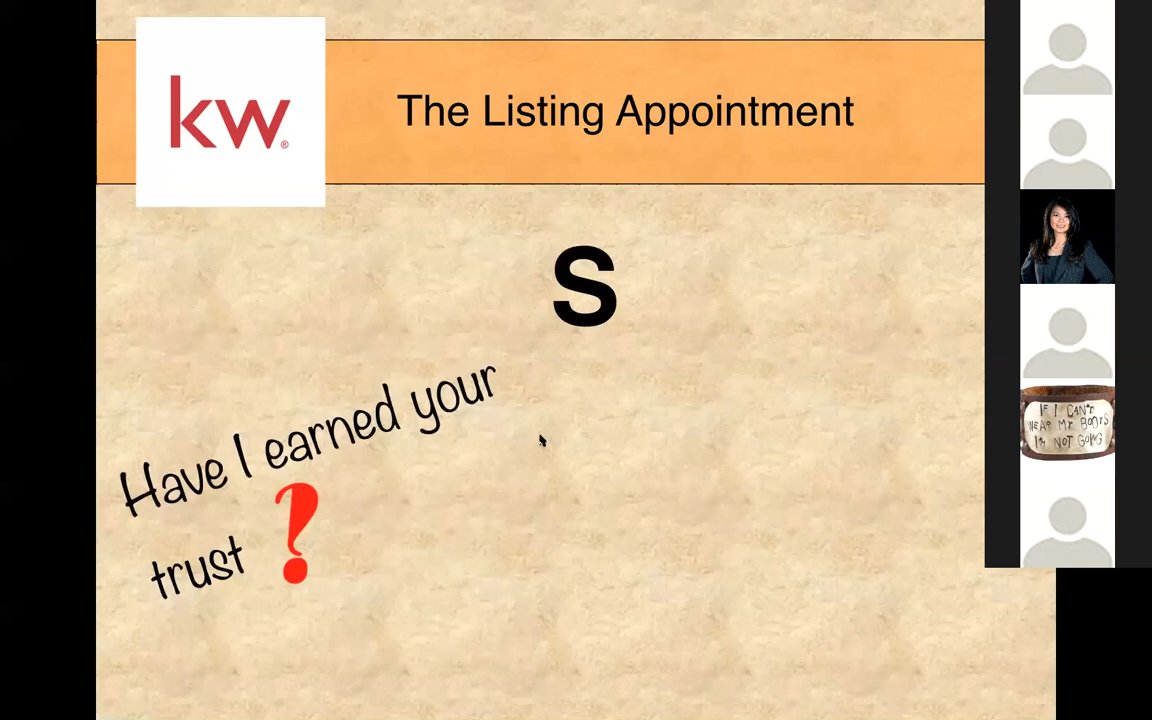 kw®
The Listing Appointment
S
Have I earned your
trust ?
IF I CAN'T
WEAR MY BOOTS
I'M NOT GOING